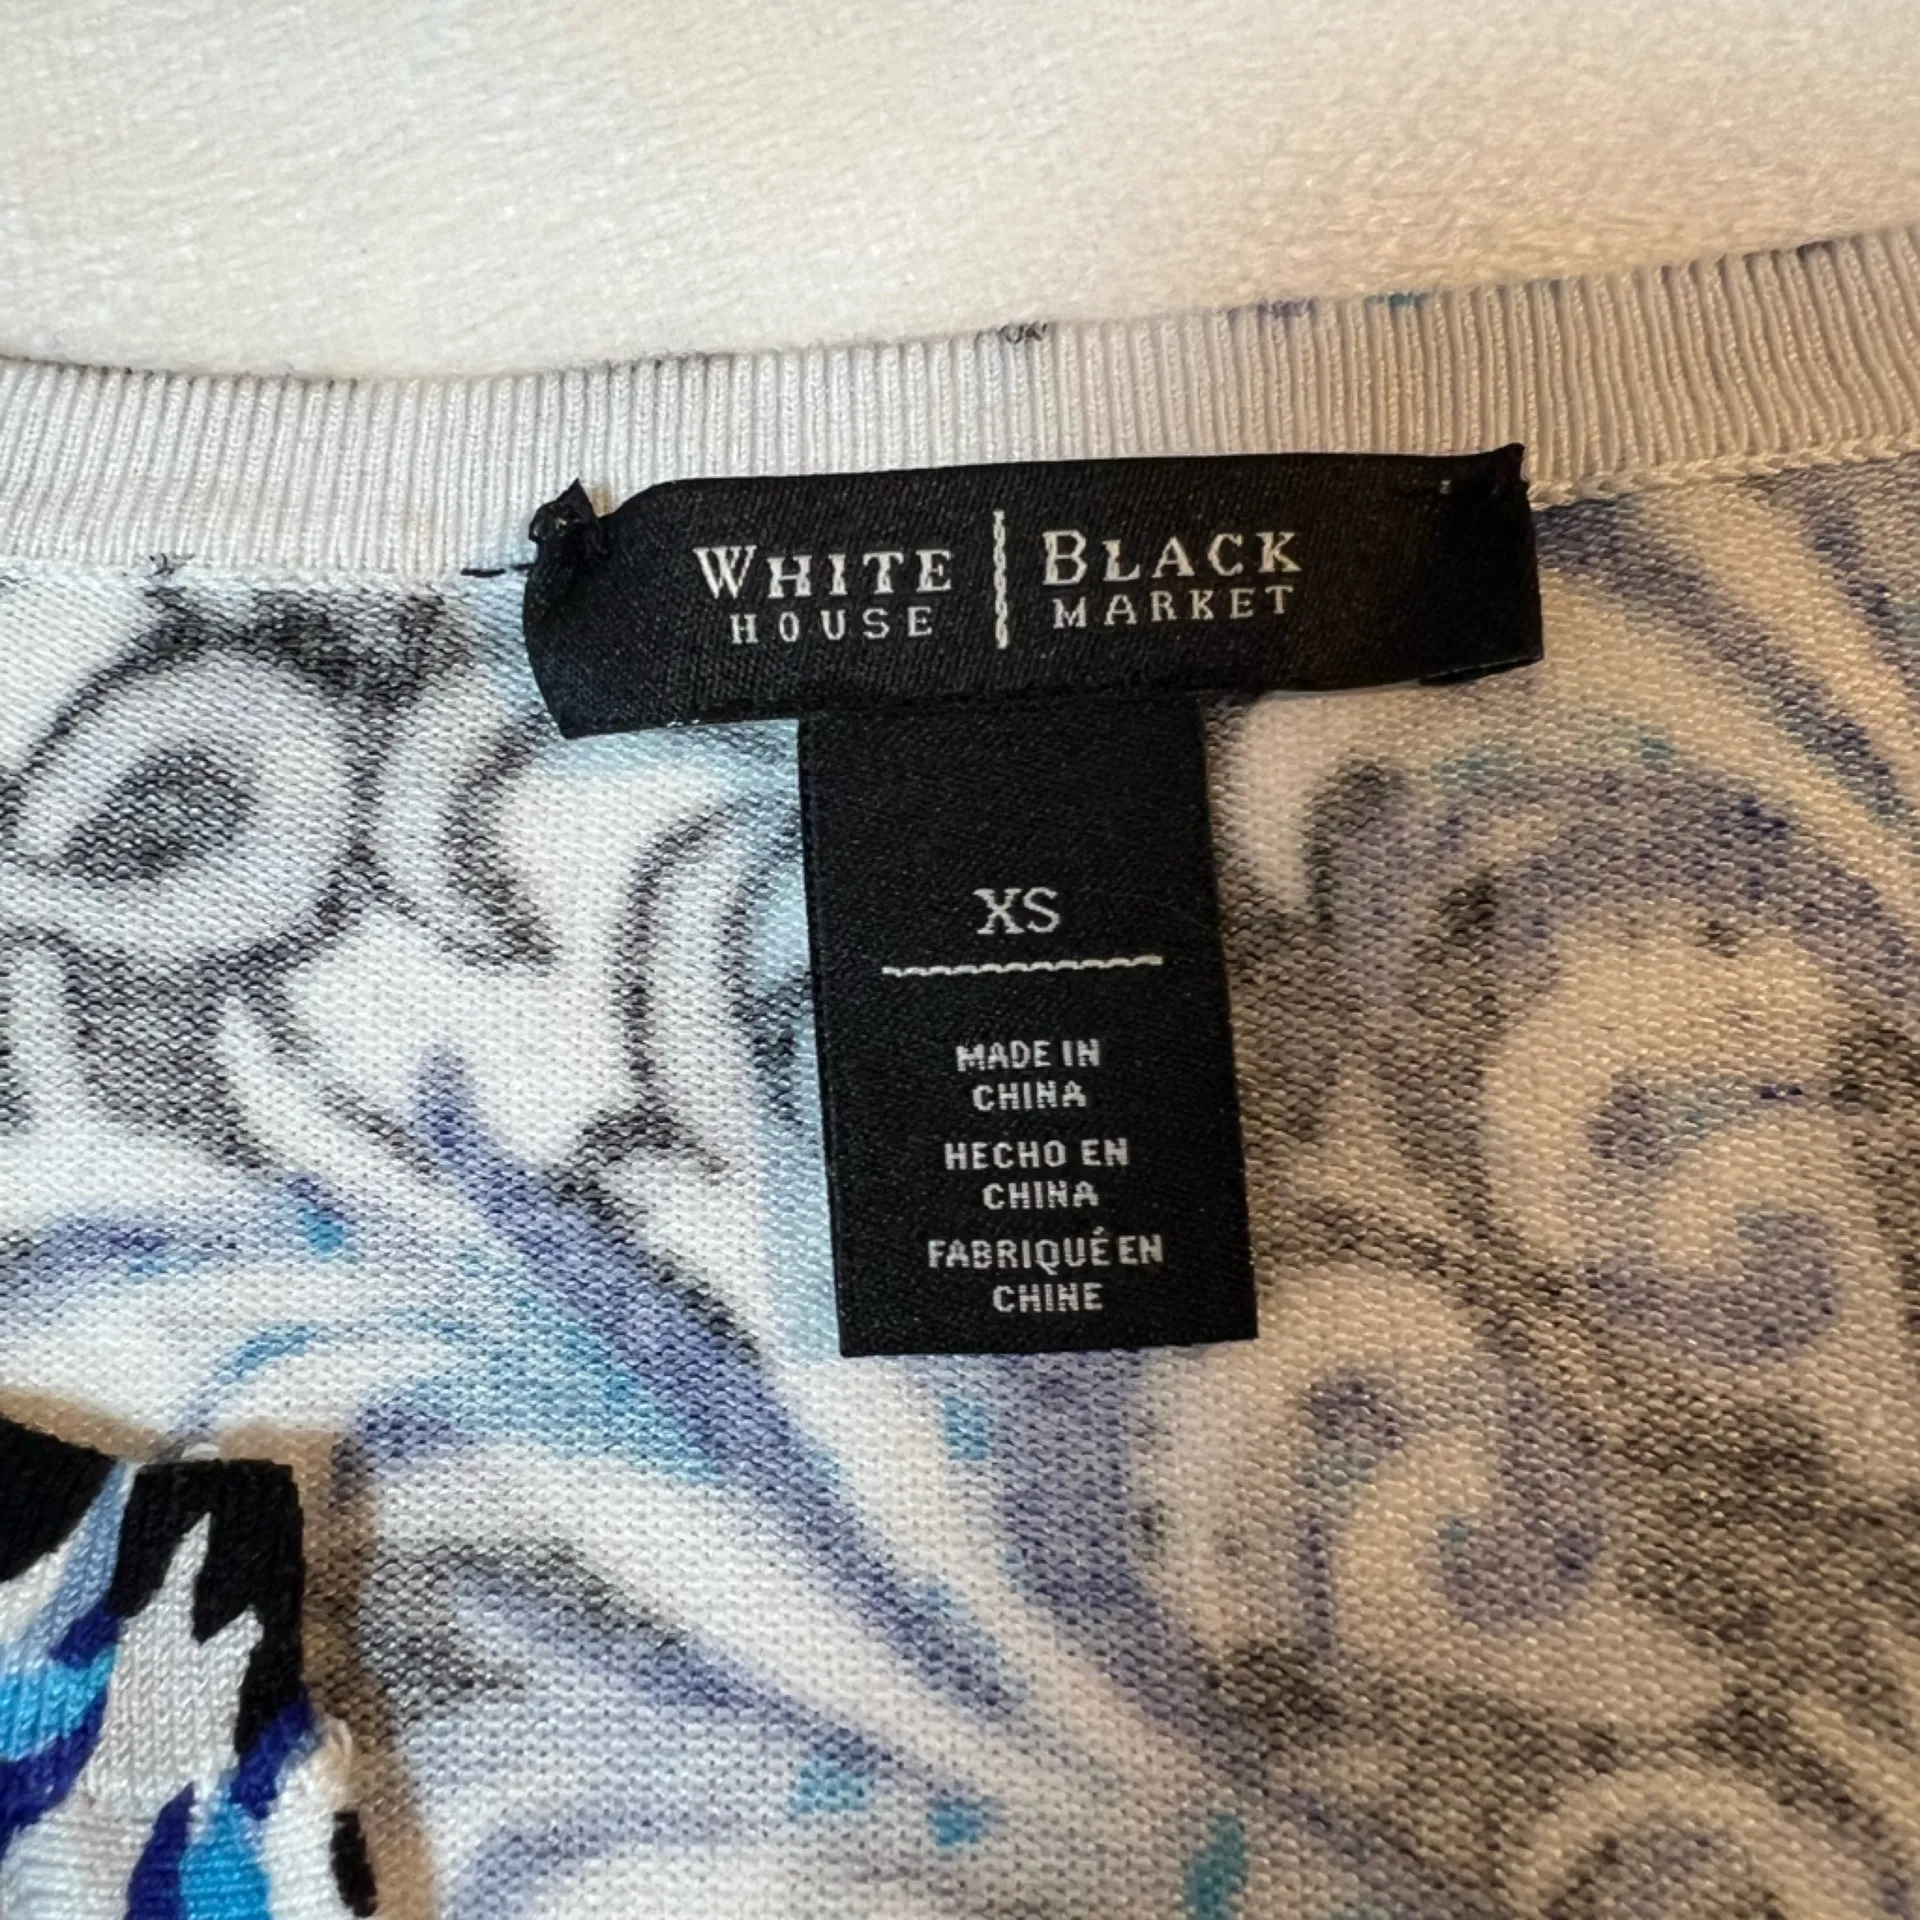 WHITE | BLACK
HOUSE | MARKET
XS
MADE IN
CHINA
HECHO EN
CHINA
FABRIQUÉ EN
CHINE